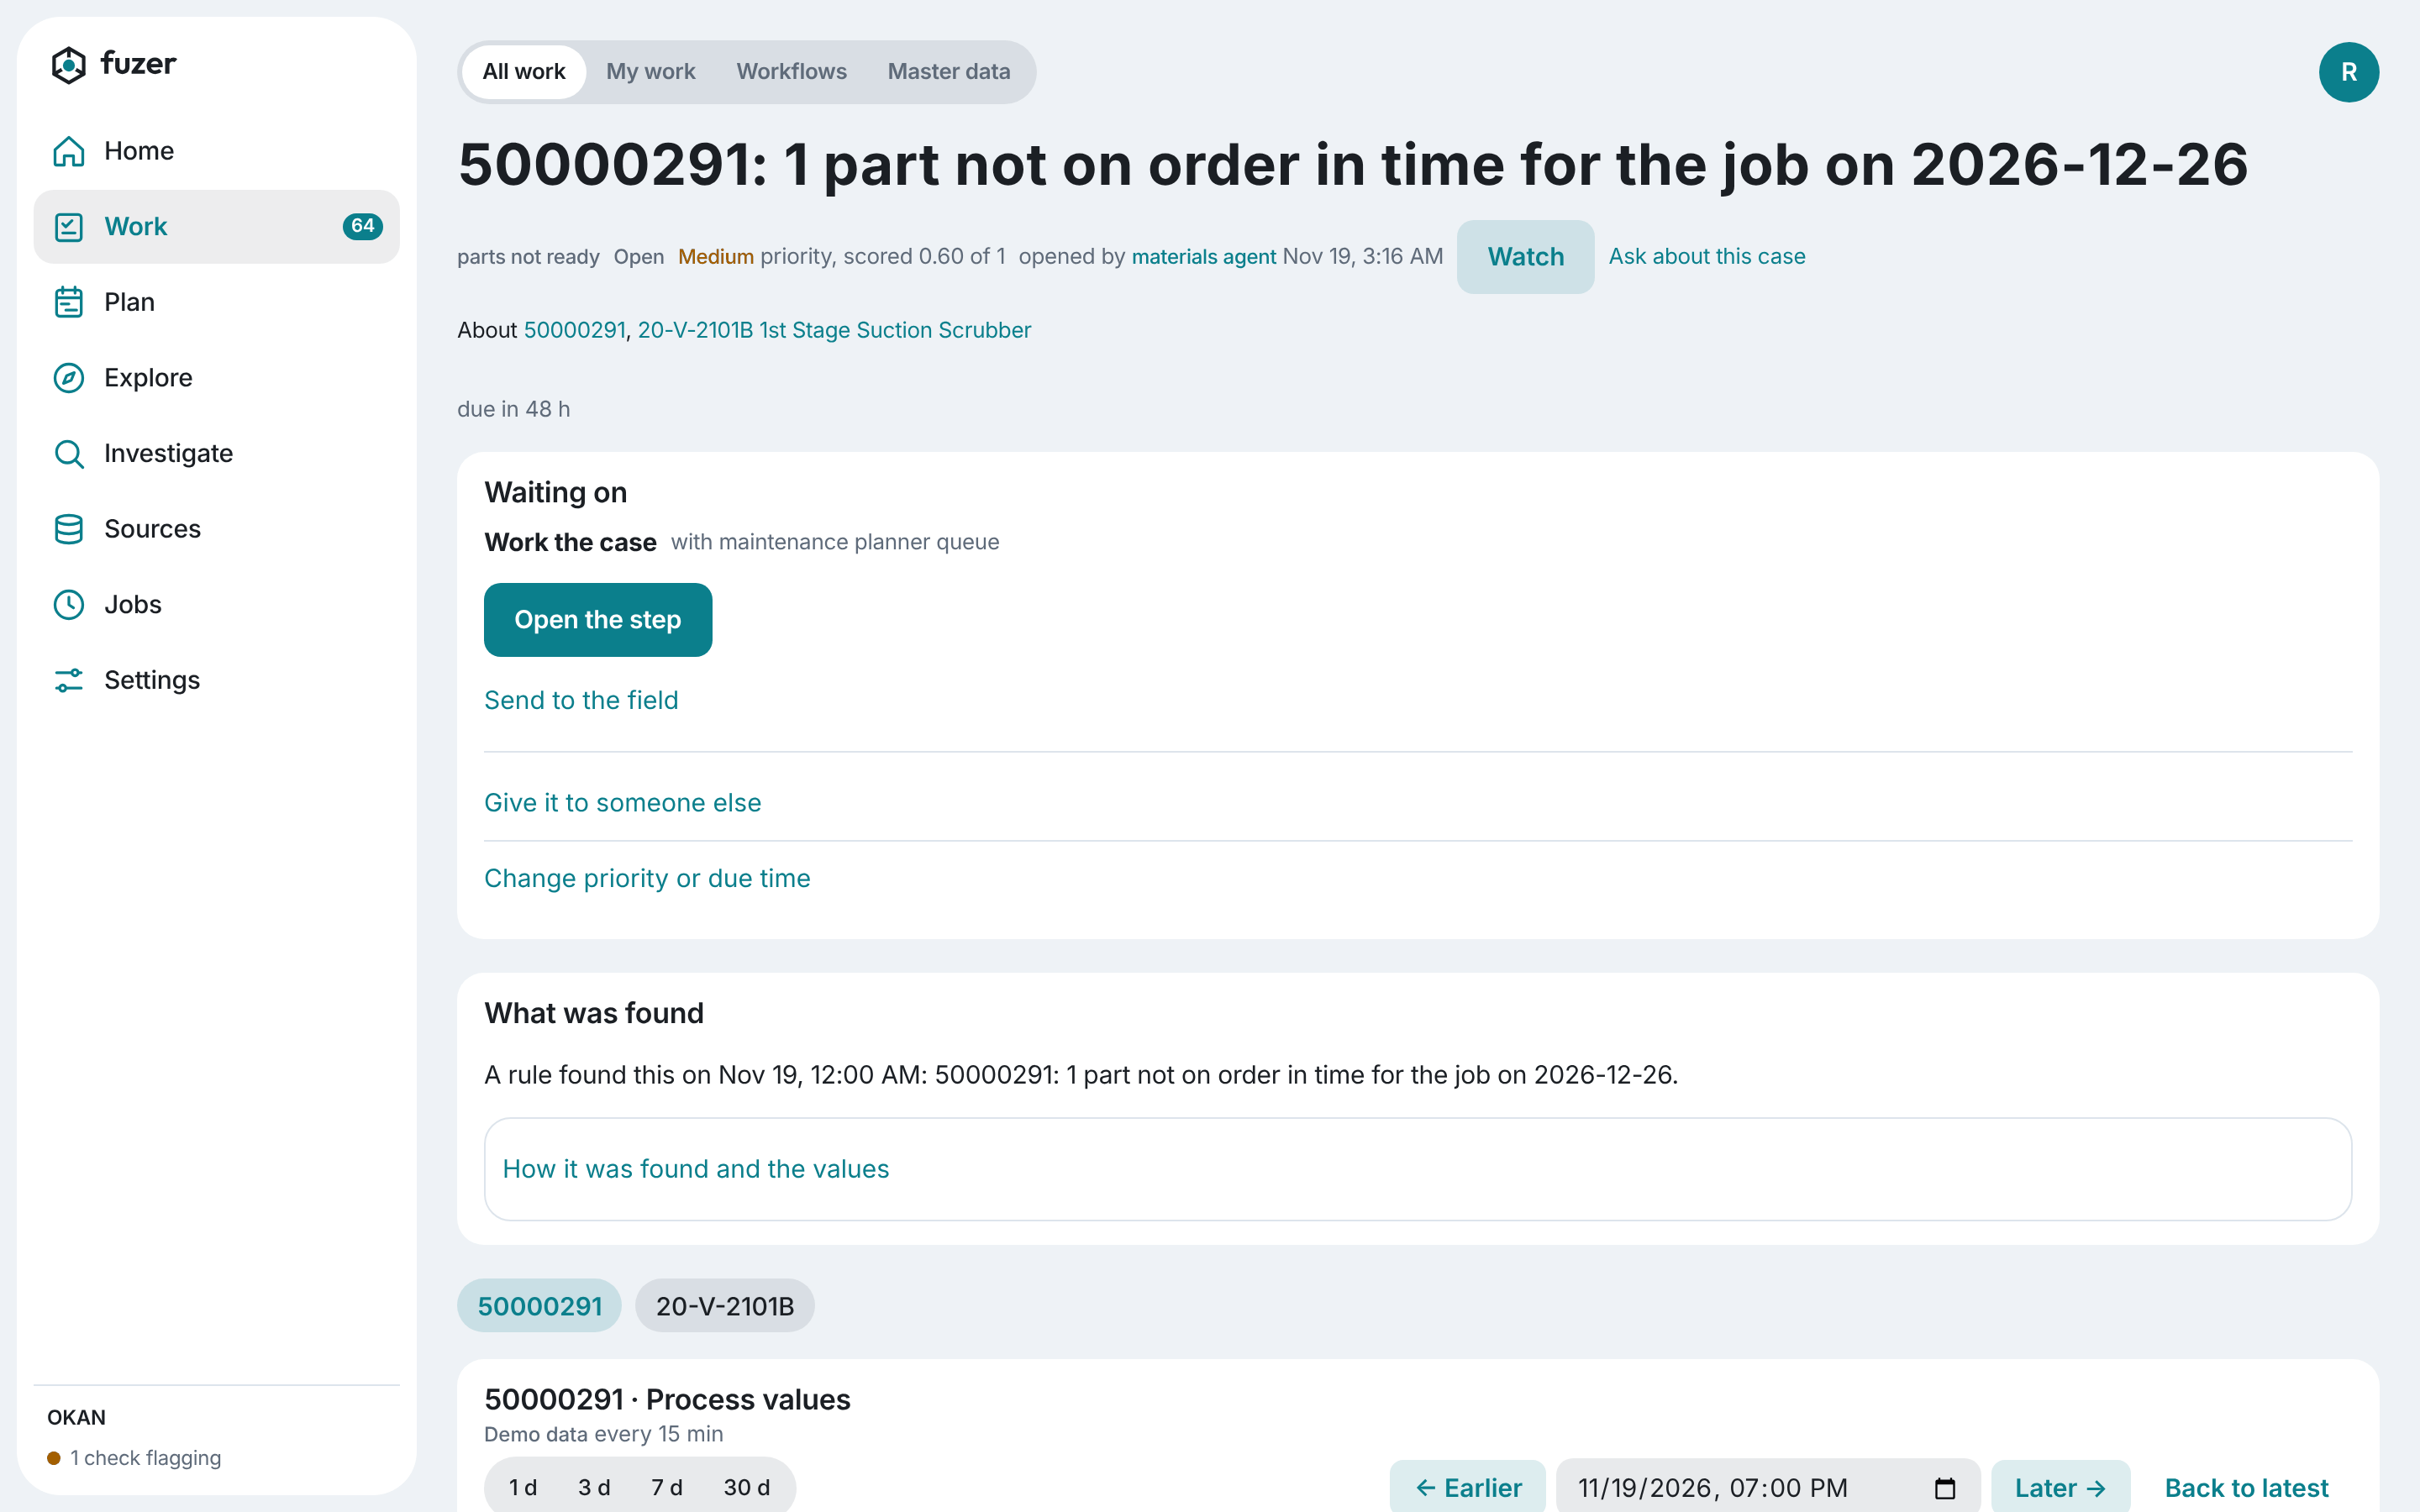 fuzer
Home
Work 64
Plan
Explore
Investigate
Sources
Jobs
Settings
OKAN
1 check flagging
All work My work Workflows Master data
R
50000291: 1 part not on order in time for the job on 2026-12-26
parts not ready Open Medium priority, scored 0.60 of 1 opened by materials agent Nov 19, 3:16 AM Watch Ask about this case
About 50000291, 20-V-2101B 1st Stage Suction Scrubber
due in 48 h
Waiting on
Work the case with maintenance planner queue
Open the step
Send to the field
Give it to someone else
Change priority or due time
What was found
A rule found this on Nov 19, 12:00 AM: 50000291: 1 part not on order in time for the job on 2026-12-26.
How it was found and the values
50000291 20-V-2101B
50000291 · Process values
Demo data every 15 min
1 d 3 d 7 d 30 d ← Earlier 11/19/2026, 07:00 PM Later → Back to latest